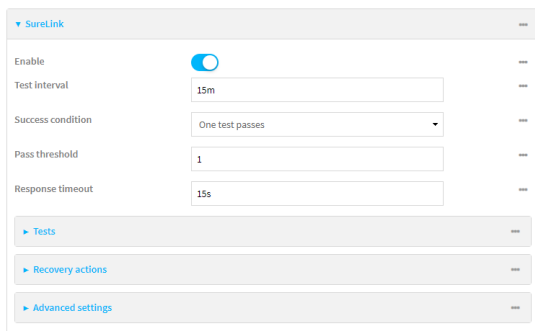 SureLink
Enable
Test interval
15m
Success condition
One test passes
Pass threshold
1
Response timeout
15s
Tests
Recovery actions
Advanced settings